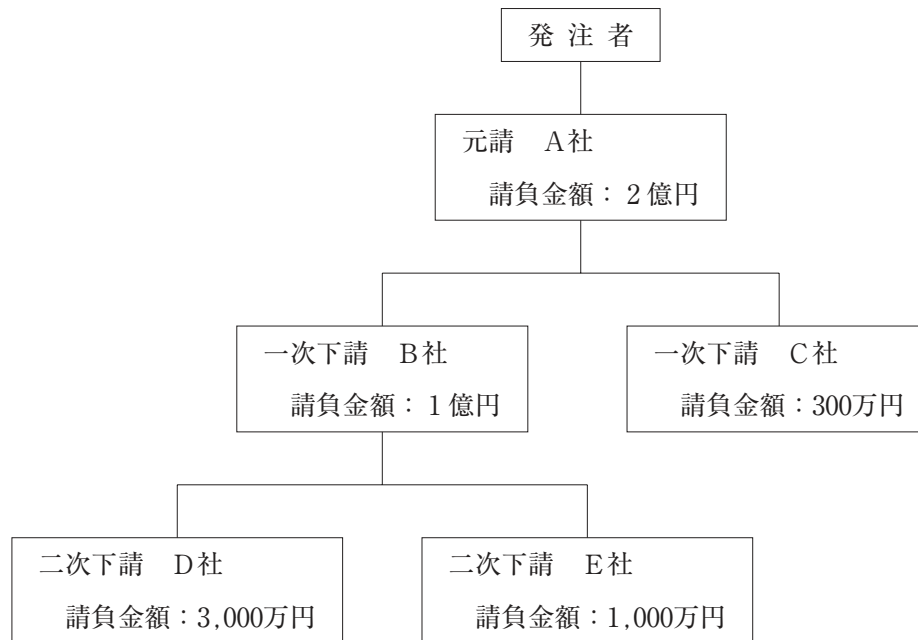 発 注 者
元請　A社
請負金額：２億円
一次下請　B社
請負金額：１億円
一次下請　C社
請負金額：300万円
二次下請　D社
請負金額：3,000万円
二次下請　E社
請負金額：1,000万円